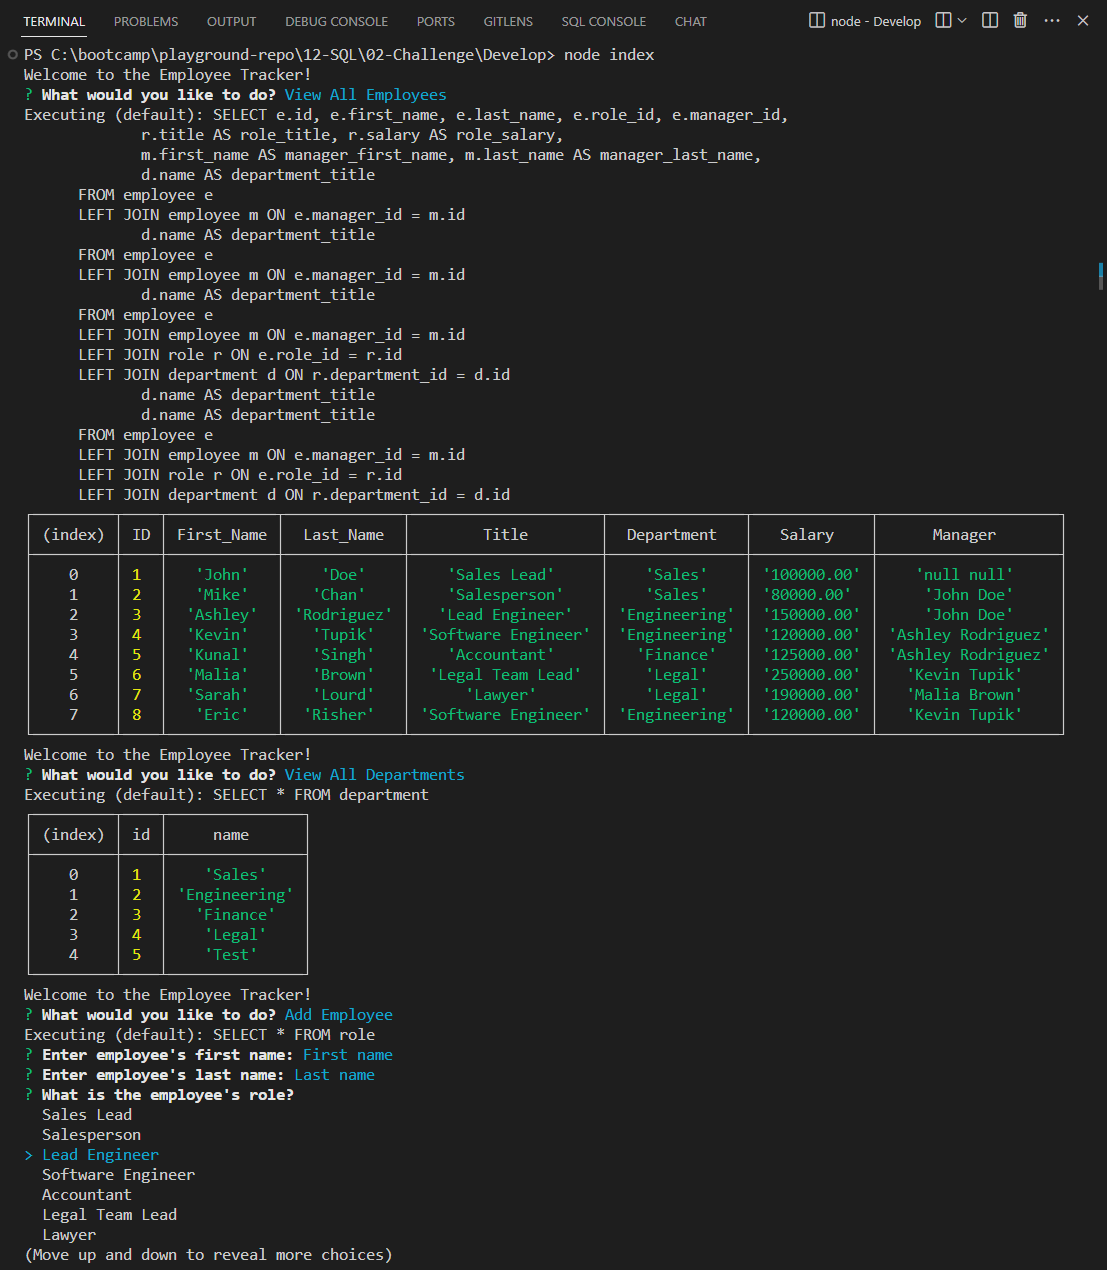 TERMINAL PROBLEMS OUTPUT DEBUG CONSOLE PORTS GITLENS SQL CONSOLE CHAT node - Develop
PS C:\bootcamp\playground-repo\12-SQL\02-Challenge\Develop> node index
Welcome to the Employee Tracker!
? What would you like to do? View All Employees
Executing (default): SELECT e.id, e.first_name, e.last_name, e.role_id, e.manager_id,
r.title AS role_title, r.salary AS role_salary,
m.first_name AS manager_first_name, m.last_name AS manager_last_name,
d.name AS department_title
FROM employee e
LEFT JOIN employee m ON e.manager_id = m.id
d.name AS department_title
FROM employee e
LEFT JOIN employee m ON e.manager_id = m.id
d.name AS department_title
FROM employee e
LEFT JOIN employee m ON e.manager_id = m.id
LEFT JOIN role r ON e.role_id = r.id
LEFT JOIN department d ON r.department_id = d.id
d.name AS department_title
d.name AS department_title
FROM employee e
LEFT JOIN employee m ON e.manager_id = m.id
LEFT JOIN role r ON e.role_id = r.id
LEFT JOIN department d ON r.department_id = d.id
(index) ID First_Name Last_Name Title Department Salary Manager
0 1 'John' 'Doe' 'Sales Lead' 'Sales' '100000.00' 'null null'
1 2 'Mike' 'Chan' 'Salesperson' 'Sales' '80000.00' 'John Doe'
2 3 'Ashley' 'Rodriguez' 'Lead Engineer' 'Engineering' '150000.00' 'John Doe'
3 4 'Kevin' 'Tupik' 'Software Engineer' 'Engineering' '120000.00' 'Ashley Rodriguez'
4 5 'Kunal' 'Singh' 'Accountant' 'Finance' '125000.00' 'Ashley Rodriguez'
5 6 'Malia' 'Brown' 'Legal Team Lead' 'Legal' '250000.00' 'Kevin Tupik'
6 7 'Sarah' 'Lourd' 'Lawyer' 'Legal' '190000.00' 'Malia Brown'
7 8 'Eric' 'Risher' 'Software Engineer' 'Engineering' '120000.00' 'Kevin Tupik'
Welcome to the Employee Tracker!
? What would you like to do? View All Departments
Executing (default): SELECT * FROM department
(index) id name
0 1 'Sales'
1 2 'Engineering'
2 3 'Finance'
3 4 'Legal'
4 5 'Test'
Welcome to the Employee Tracker!
? What would you like to do? Add Employee
Executing (default): SELECT * FROM role
? Enter employee's first name: First name
? Enter employee's last name: Last name
? What is the employee's role?
Sales Lead
Salesperson
> Lead Engineer
Software Engineer
Accountant
Legal Team Lead
Lawyer
(Move up and down to reveal more choices)